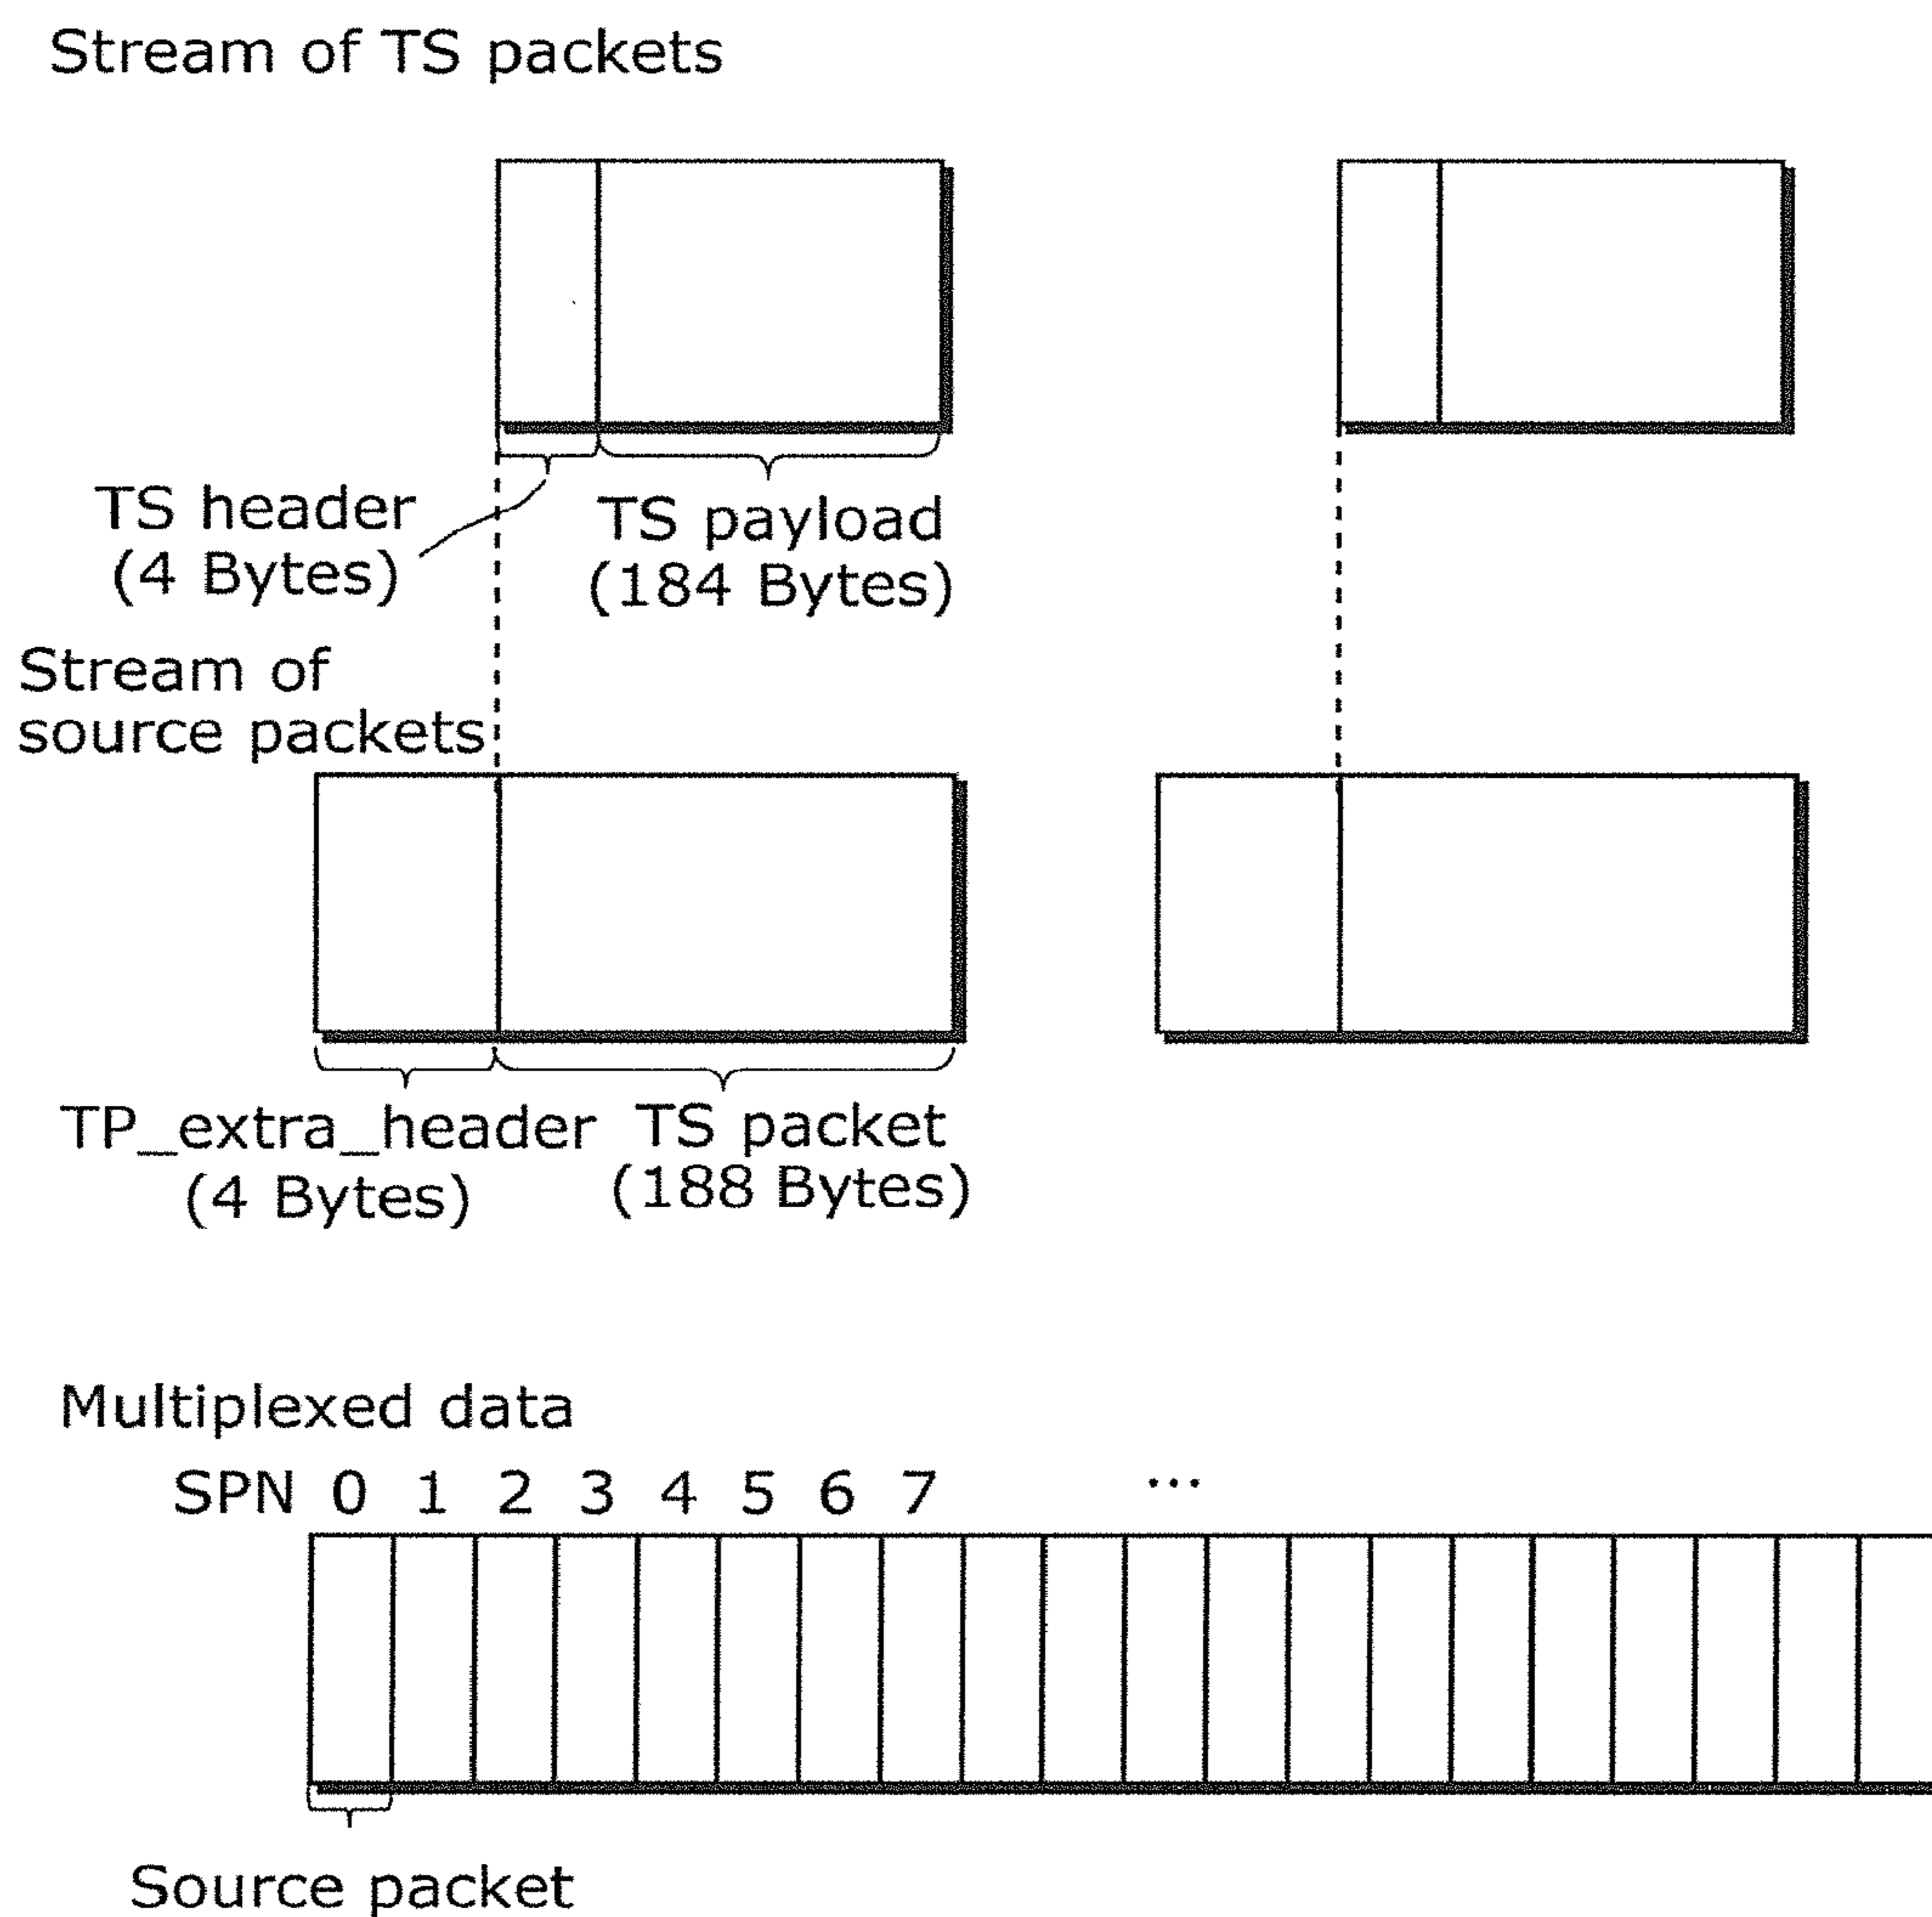 Stream of TS packets
TS header
(4 Bytes)
TS payload
(184 Bytes)
Stream of
source packets
TP_extra_header
(4 Bytes)
TS packet
(188 Bytes)
Multiplexed data
SPN 0 1 2 3 4 5 6 7 ...
Source packet